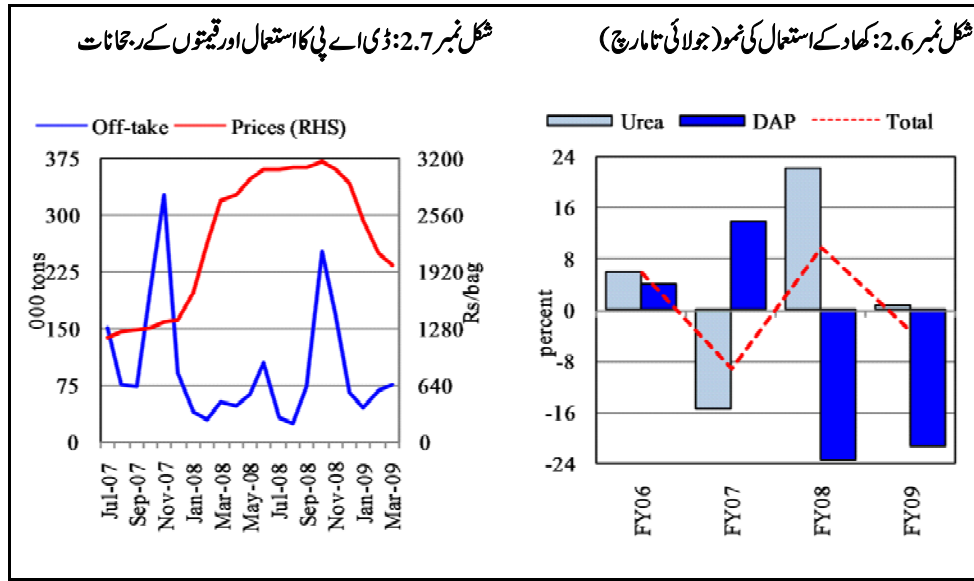 شکل نمبر 2.6: کھاد کے استعمال کی نمو (جولائی تا مارچ)
Urea DAP Total
24
16
8
0
-8
-16
-24
percent
FY06 FY07 FY08 FY09
شکل نمبر 2.7: ڈی اے پی کا استعمال اور قیمتوں کے رجحانات
Off-take Prices (RHS)
375 3200
300 2560
225 1920
150 1280
75 640
0 0
000 tons
Rs/bag
Jul-07 Sep-07 Nov-07 Jan-08 Mar-08 May-08 Jul-08 Sep-08 Nov-08 Jan-09 Mar-09